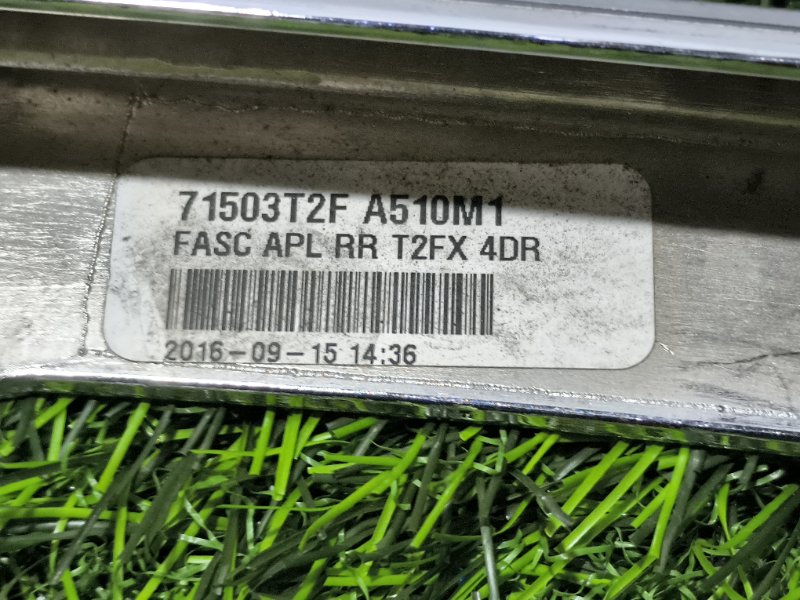 71503T2F A510M1
FASC APL RR T2FX 4DR
2016-09-15 14:36